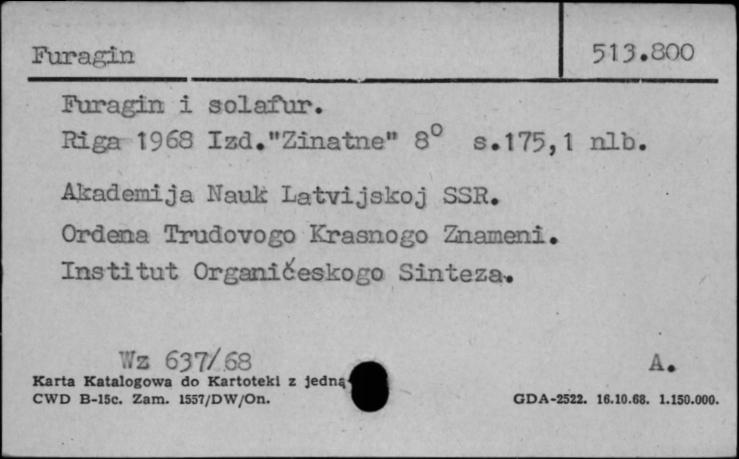 Furagin 513.800
Furagin i solafur.
Riga 1968 Izd."Zinatne" 8° s.175,1 nlb.
Akademija Nauk Latvijskoj SSR.
Ordena Trudovogo Krasnogo Znameni.
Institut Organićeskogo Sinteza.
Wz 637/68 A.
Karta Katalogowa do Kartoteki z jedną
CWD B-15c. Zam. 1557/DW/On. GDA-2522. 16.10.68. 1.150.000.